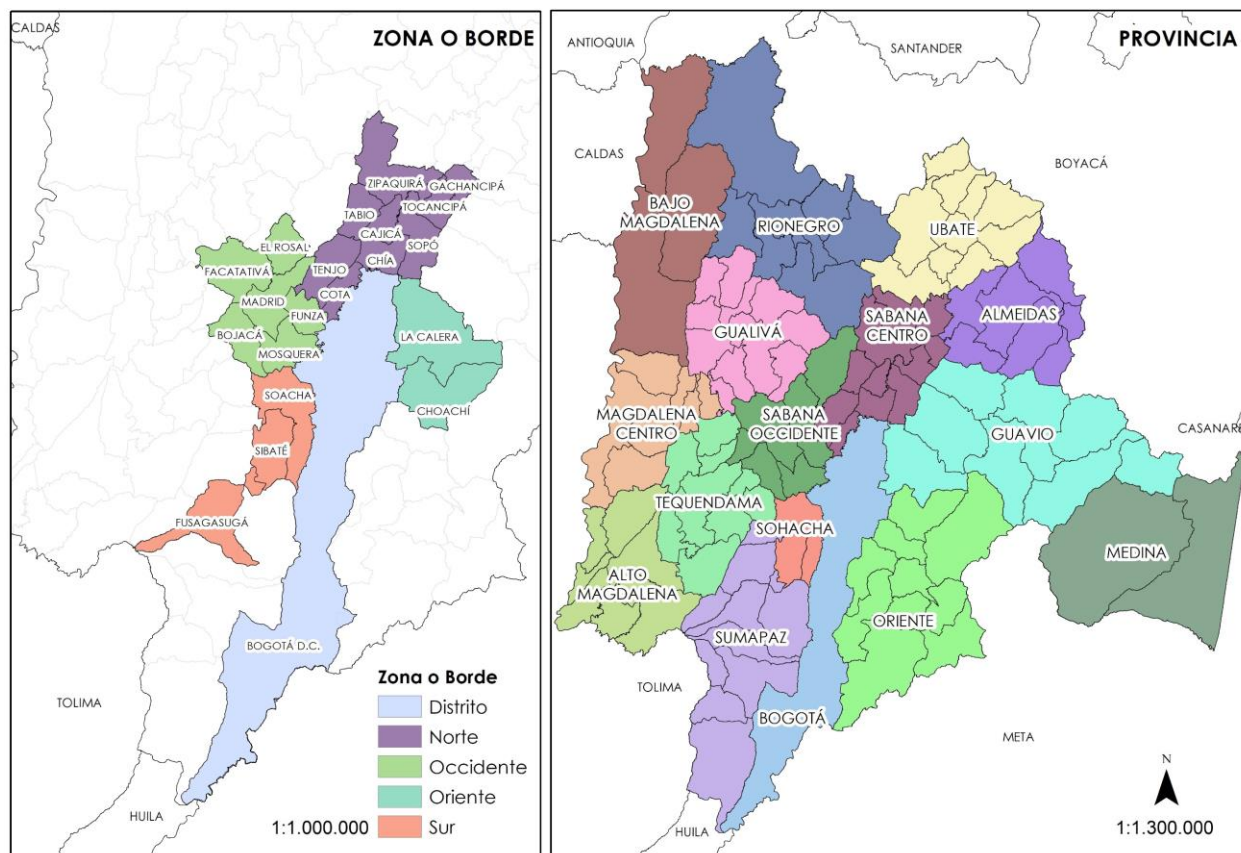 CALDAS
ZONA O BORDE
ZIPAQUIRÁ
GACHANCIPÁ
TOCANCIPÁ
TABIO
CAJICÁ
SOPÓ
EL ROSAL
TENJO
CHÍA
FACATATIVÁ
COTA
MADRID
FUNZA
BOJACÁ
MOSQUERA
LA CALERA
SOACHA
CHOACHÍ
SIBATÉ
FUSAGASUGÁ
BOGOTÁ D.C.
TOLIMA
HUILA
Zona o Borde
Distrito
Norte
Occidente
Oriente
Sur
1:1.000.000
ANTIOQUIA
SANTANDER
PROVINCIA
CALDAS
BOYACÁ
BAJO
MAGDALENA
RIONEGRO
UBATE
GUALIVÁ
SABANA
CENTRO
ALMEIDAS
MAGDALENA
CENTRO
SABANA
OCCIDENTE
GUAVIO
CASANARE
TEQUENDAMA
SOHACHA
MEDINA
ALTO
MAGDALENA
SUMAPAZ
ORIENTE
TOLIMA
BOGOTÁ
META
HUILA
N
1:1.300.000